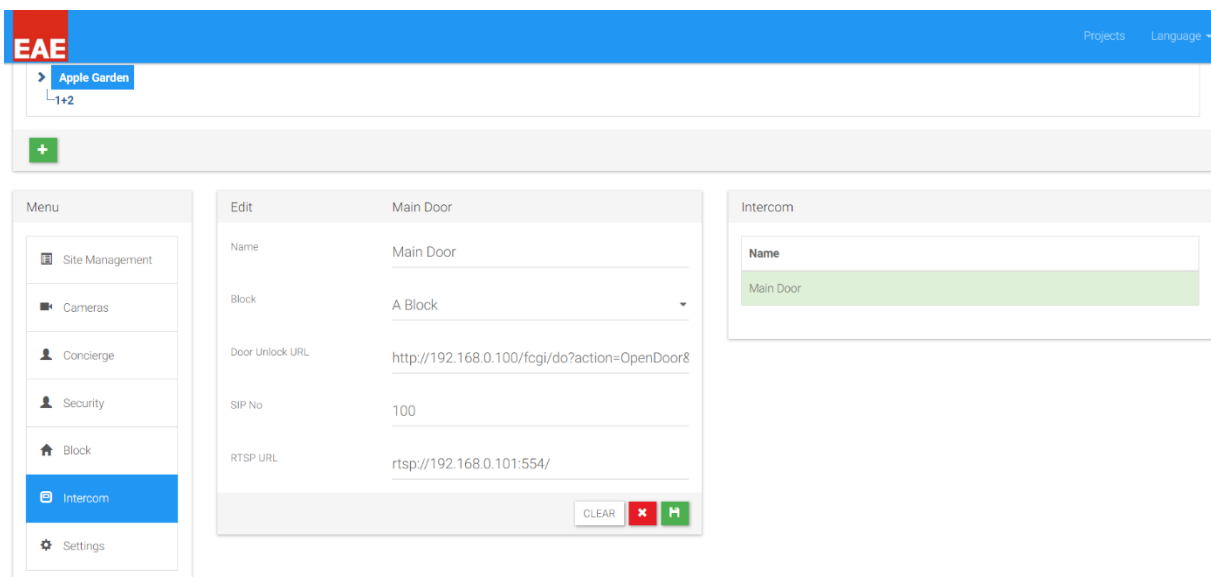 EAE
Projects Language
Apple Garden
1+2
Menu
Site Management
Cameras
Concierge
Security
Block
Intercom
Settings
Edit Main Door
Name Main Door
Block A Block
Door Unlock URL http://192.168.0.100/fcgi/do?action=OpenDoor&
SIP No 100
RTSP URL rtsp://192.168.0.101:554/
CLEAR
Intercom
Name
Main Door